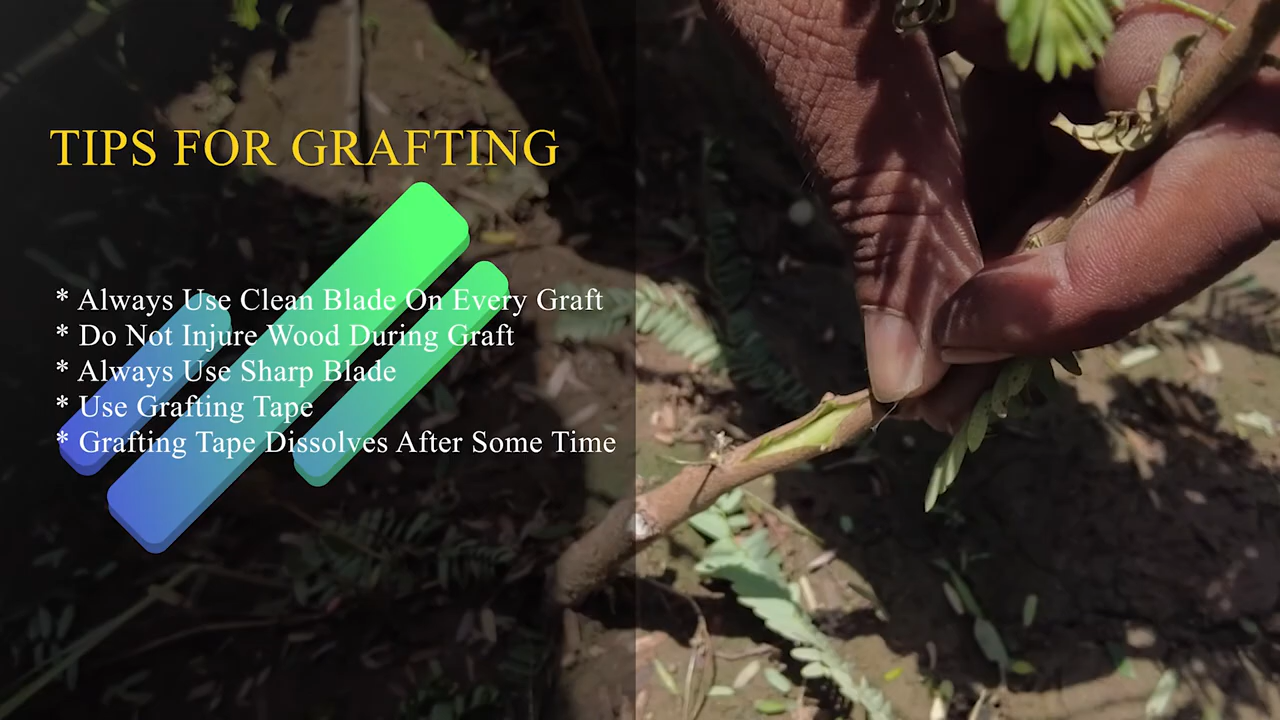 TIPS FOR GRAFTING
* Always Use Clean Blade On Every Graft
* Do Not Injure Wood During Graft
* Always Use Sharp Blade
* Use Grafting Tape
* Grafting Tape Dissolves After Some Time